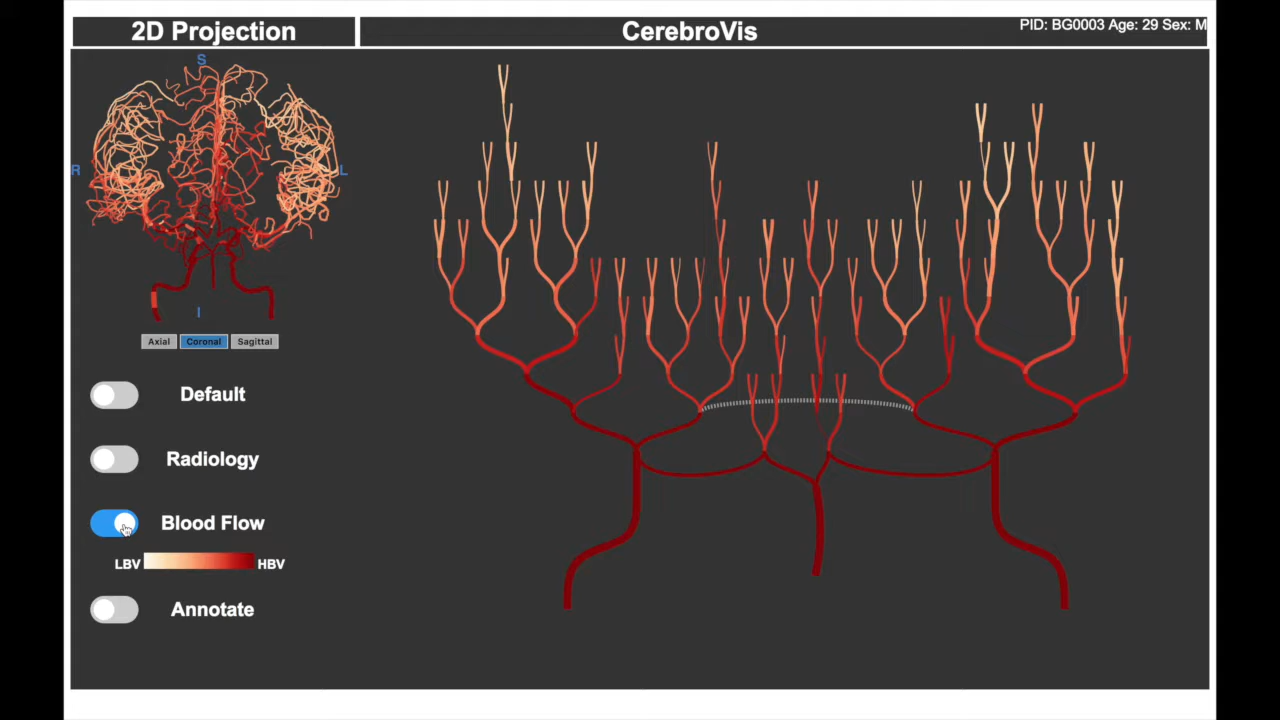 2D Projection
CerebroVis
PID: BG0003 Age: 29 Sex: M
S
R
L
I
Axial
Coronal
Sagittal
Default
Radiology
Blood Flow
LBV
HBV
Annotate